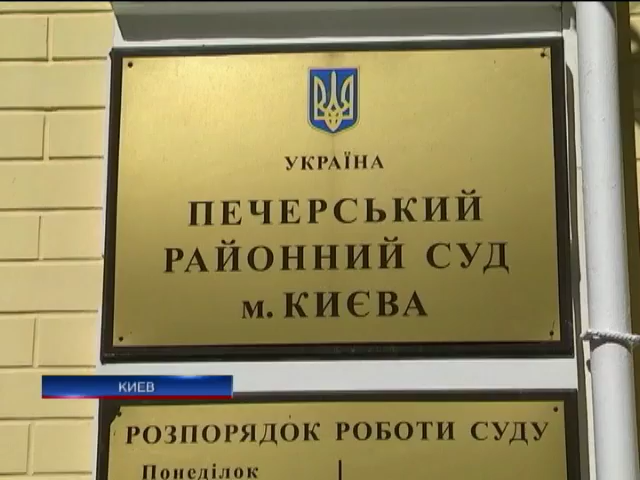 УКРАЇНА
ПЕЧЕРСЬКИЙ
РАЙОННИЙ СУД
м. КИЄВА
КИЕВ
РОЗПОРЯДОК РОБОТИ СУДУ
Понеділок